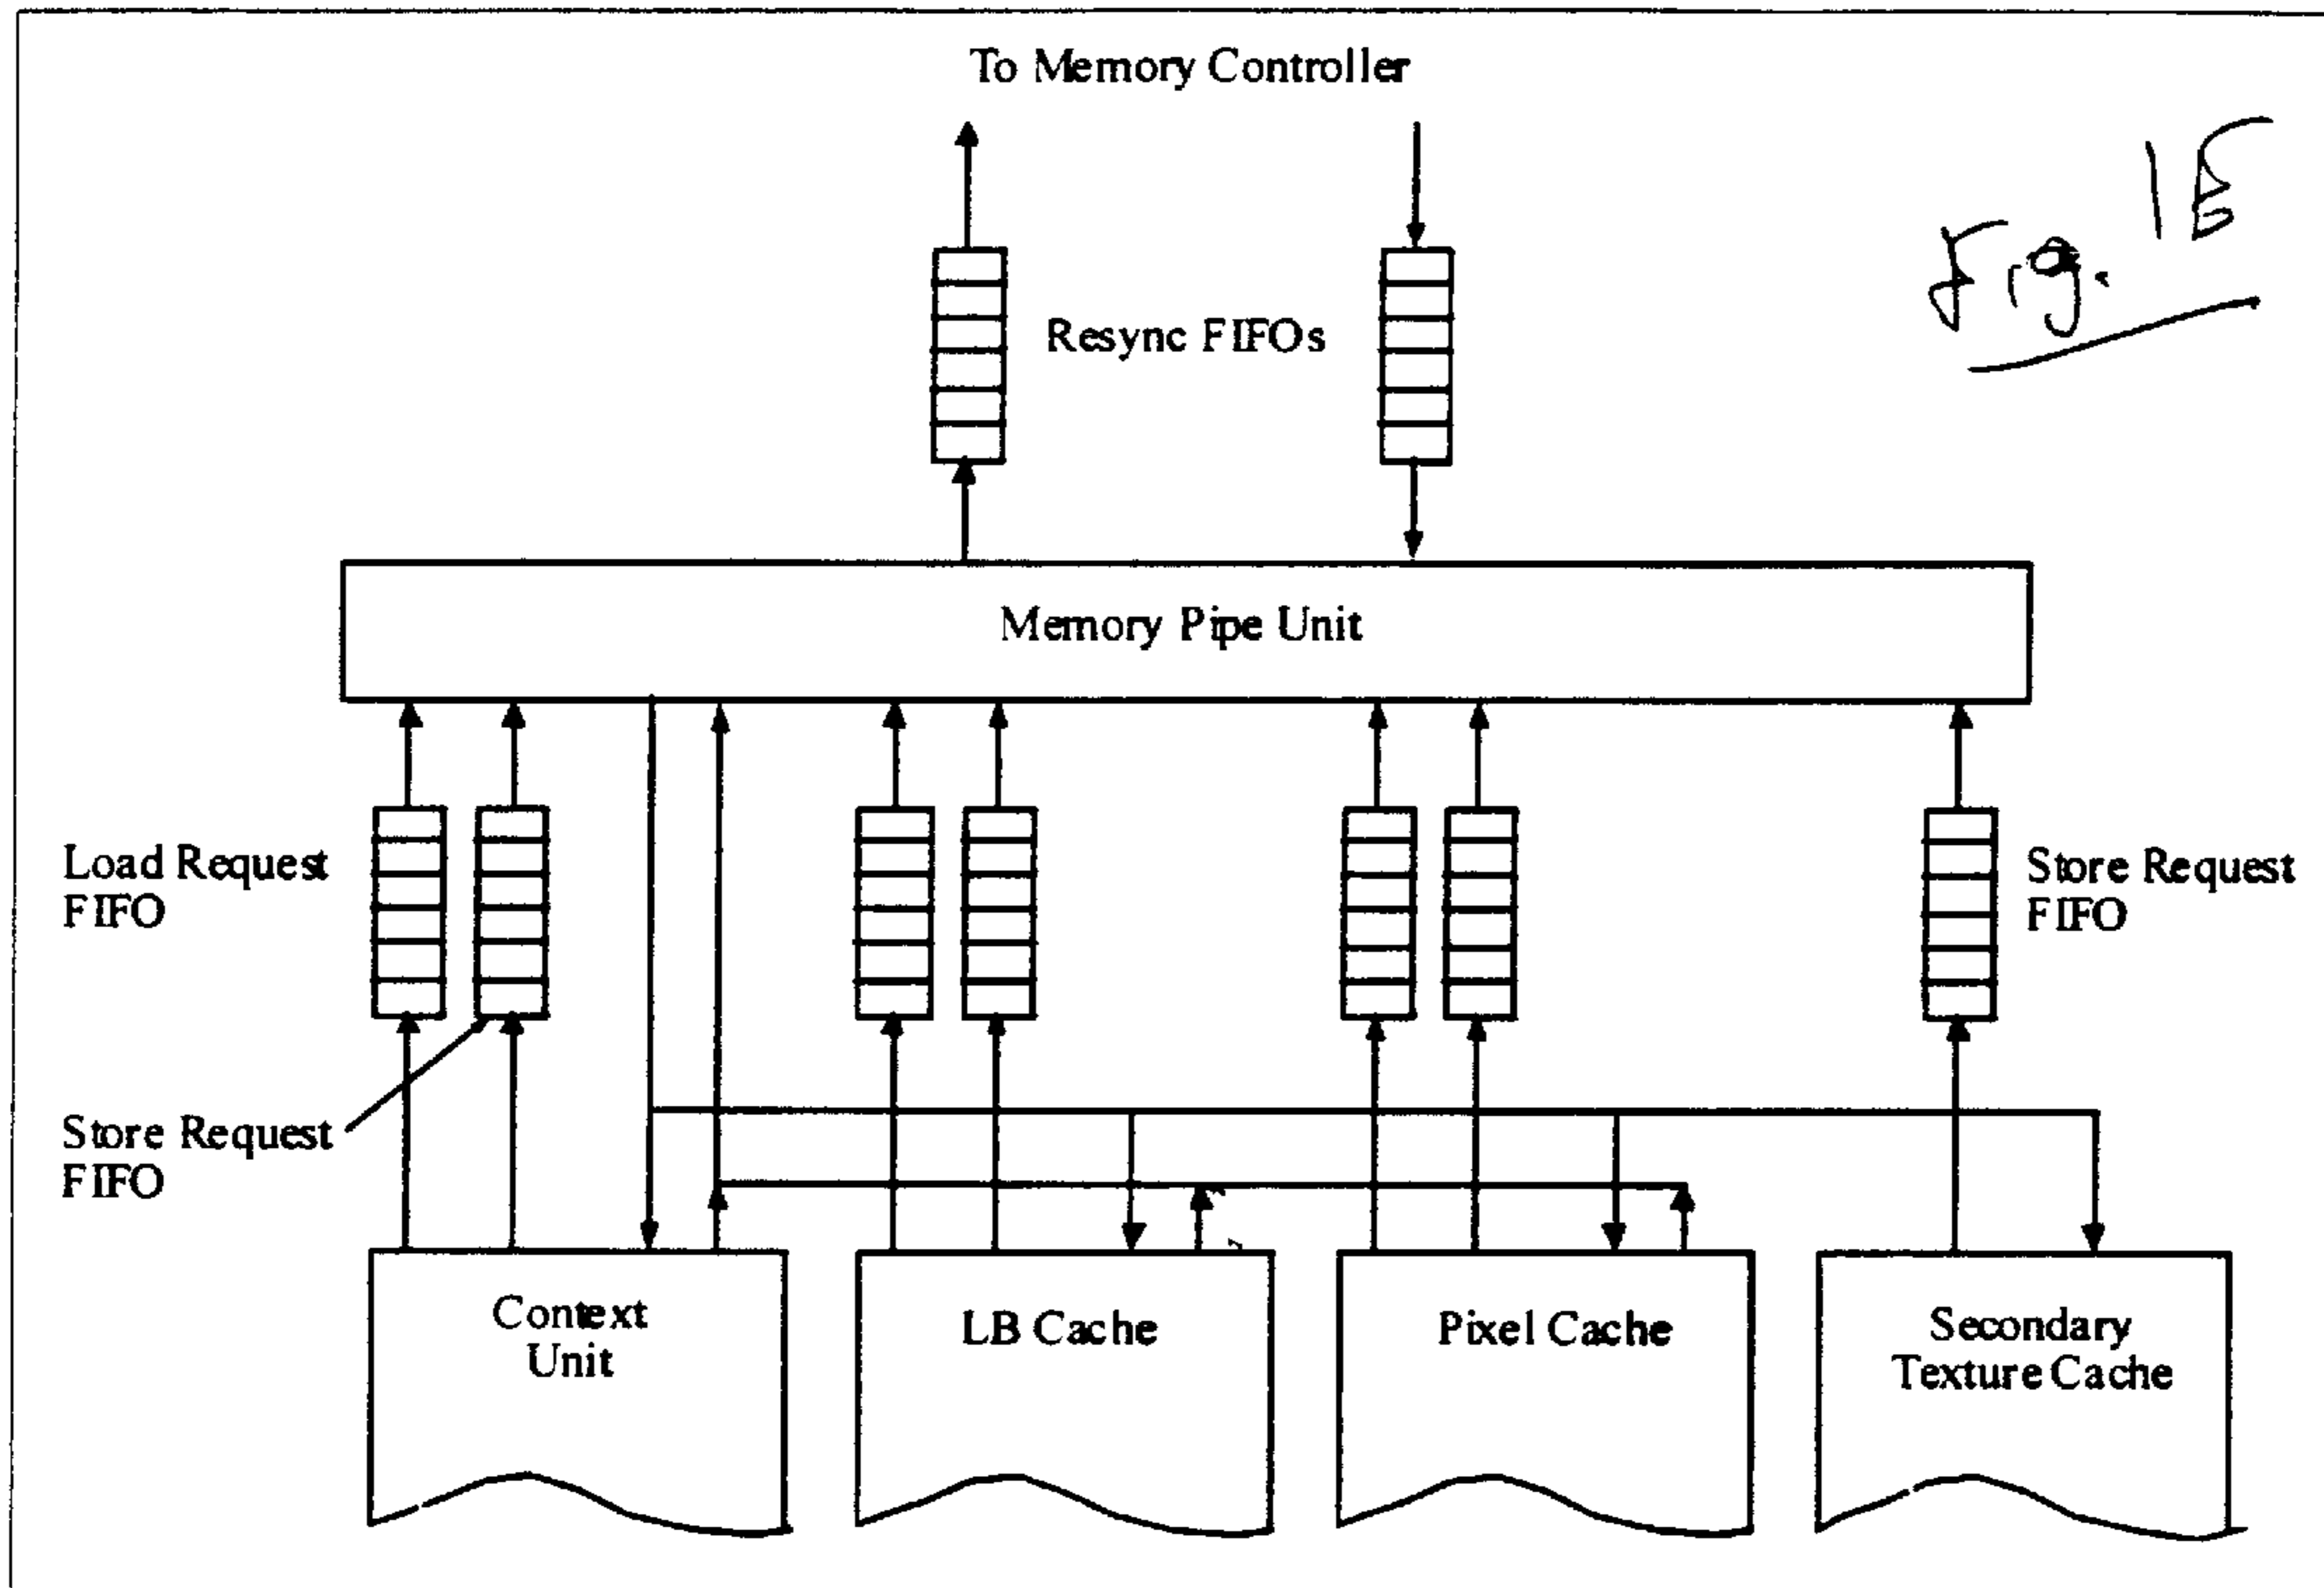 To Memory Controller
Fig. 1E
Resync FIFOs
Memory Pipe Unit
Load Request
FIFO
Store Request
FIFO
Store Request
FIFO
Context
Unit
LB Cache
Pixel Cache
Secondary
Texture Cache